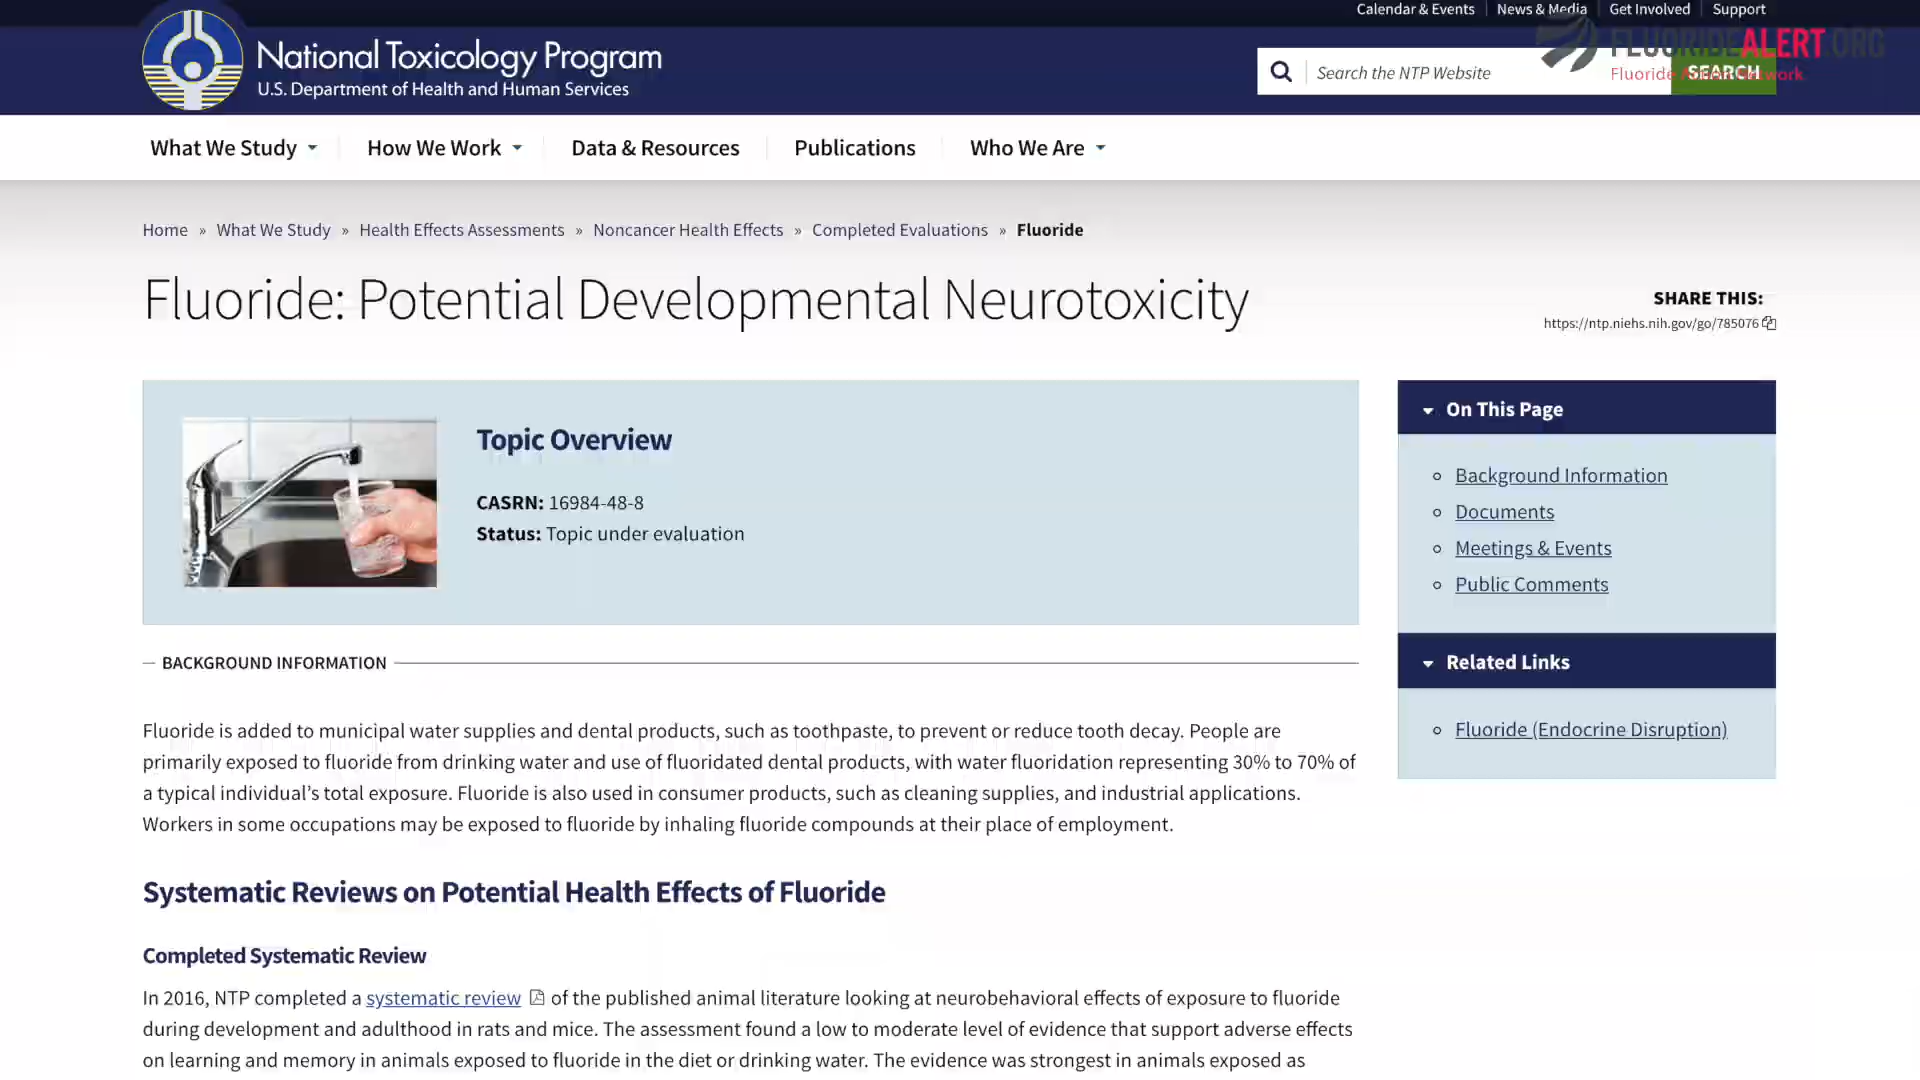 Calendar & Events
News & Media
Get Involved
Support
National Toxicology Program
U.S. Department of Health and Human Services
Search the NTP Website
SEARCH
FLUORIDEALERT.ORG
Fluoride Action Network
What We Study
How We Work
Data & Resources
Publications
Who We Are
Home » What We Study » Health Effects Assessments » Noncancer Health Effects » Completed Evaluations » Fluoride
Fluoride: Potential Developmental Neurotoxicity
SHARE THIS:
https://ntp.niehs.nih.gov/go/785076
Topic Overview
CASRN: 16984-48-8
Status: Topic under evaluation
On This Page
Background Information
Documents
Meetings & Events
Public Comments
Related Links
Fluoride (Endocrine Disruption)
BACKGROUND INFORMATION
Fluoride is added to municipal water supplies and dental products, such as toothpaste, to prevent or reduce tooth decay. People are
primarily exposed to fluoride from drinking water and use of fluoridated dental products, with water fluoridation representing 30% to 70% of
a typical individual’s total exposure. Fluoride is also used in consumer products, such as cleaning supplies, and industrial applications.
Workers in some occupations may be exposed to fluoride by inhaling fluoride compounds at their place of employment.
Systematic Reviews on Potential Health Effects of Fluoride
Completed Systematic Review
In 2016, NTP completed a systematic review of the published animal literature looking at neurobehavioral effects of exposure to fluoride
during development and adulthood in rats and mice. The assessment found a low to moderate level of evidence that support adverse effects
on learning and memory in animals exposed to fluoride in the diet or drinking water. The evidence was strongest in animals exposed as